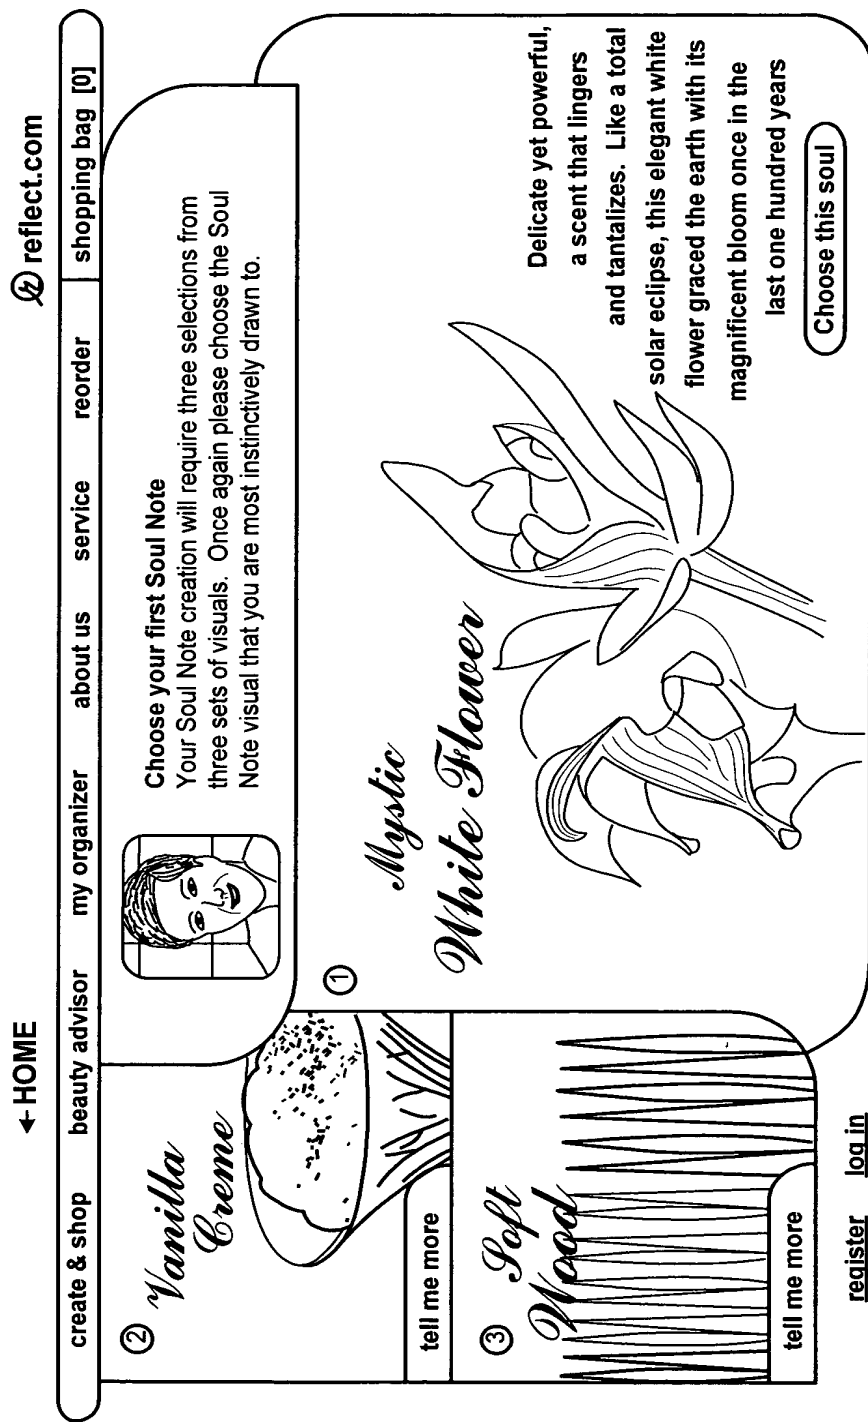 ←HOME
reflect.com
create & shop beauty advisor my organizer about us service reorder shopping bag [0]
Choose your first Soul Note
Your Soul Note creation will require three selections from
three sets of visuals. Once again please choose the Soul
Note visual that you are most instinctively drawn to.
②
Vanilla
Creme
tell me more
③
Soft
Wood
tell me more
①
Mystic
White Flower
Delicate yet powerful,
a scent that lingers
and tantalizes. Like a total
solar eclipse, this elegant white
flower graced the earth with its
magnificent bloom once in the
last one hundred years
Choose this soul
register log in